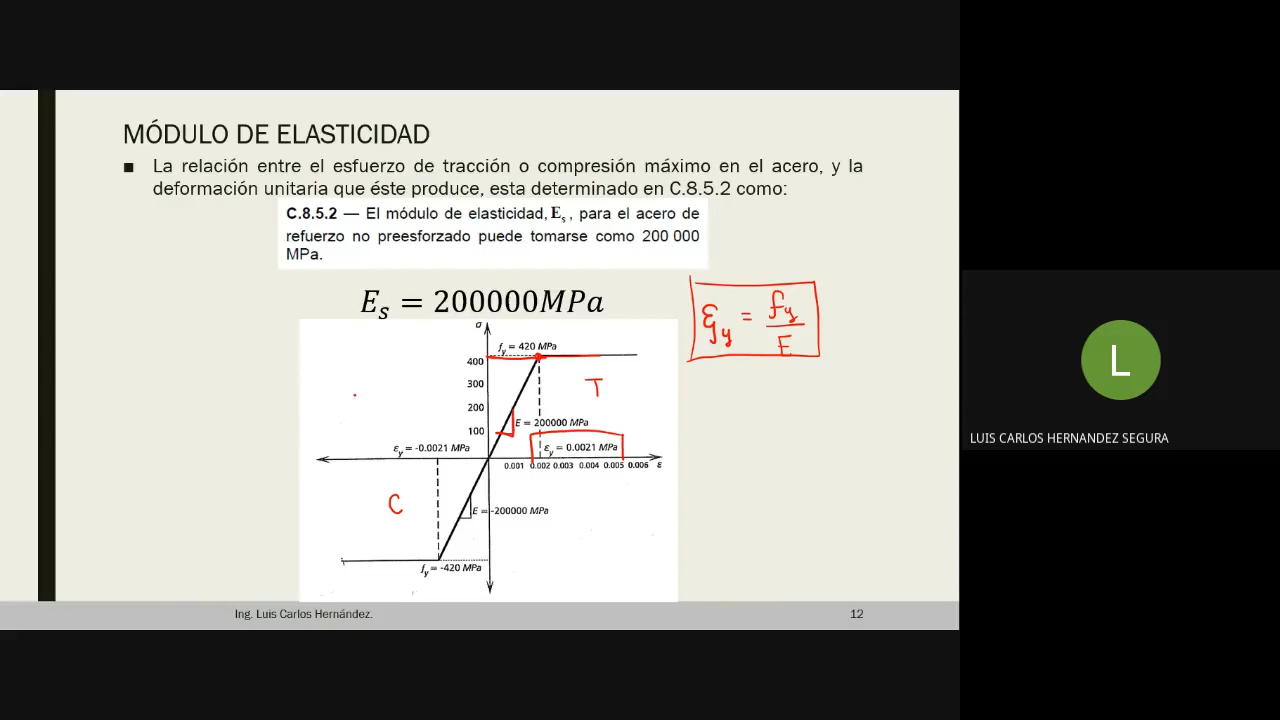 MÓDULO DE ELASTICIDAD
■ La relación entre el esfuerzo de tracción o compresión máximo en el acero, y la
deformación unitaria que éste produce, esta determinado en C.8.5.2 como:
C.8.5.2 — El módulo de elasticidad, Es, para el acero de
refuerzo no preesforzado puede tomarse como 200 000
MPa.
Es = 200000MPa
εy = fy / E
σ
fy = 420 MPa
400
300
200
100
T
E = 200000 MPa
εy = -0.0021 MPa
εy = 0.0021 MPa
0.001 0.002 0.003 0.004 0.005 0.006 ε
C
E = -200000 MPa
fy = -420 MPa
Ing. Luis Carlos Hernández.
12
L
LUIS CARLOS HERNANDEZ SEGURA